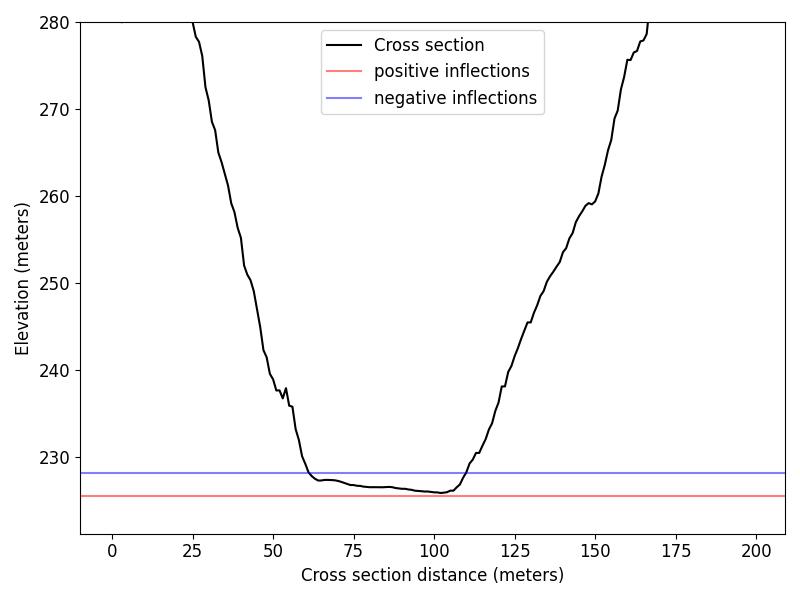 280
270
260
250
240
230
Elevation (meters)
Cross section
positive inflections
negative inflections
0 25 50 75 100 125 150 175 200
Cross section distance (meters)